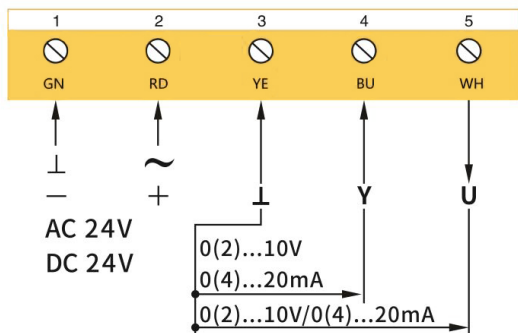 1 2 3 4 5
GN RD YE BU WH
⊥ ~ 
− + ⊥ Y U
AC 24V
DC 24V
0(2)...10V
0(4)...20mA
0(2)...10V/0(4)...20mA